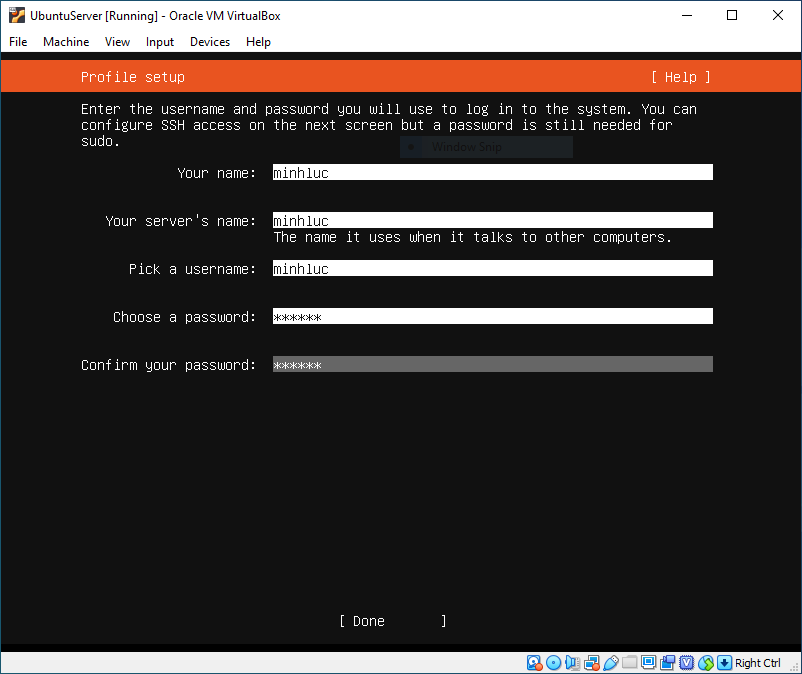 UbuntuServer [Running] - Oracle VM VirtualBox
File Machine View Input Devices Help
Profile setup [ Help ]
Enter the username and password you will use to log in to the system. You can
configure SSH access on the next screen but a password is still needed for
sudo.
Window Snip
Your name: minhluc
Your server's name: minhluc
The name it uses when it talks to other computers.
Pick a username: minhluc
Choose a password: ******
Confirm your password: ******
[ Done ]
Right Ctrl